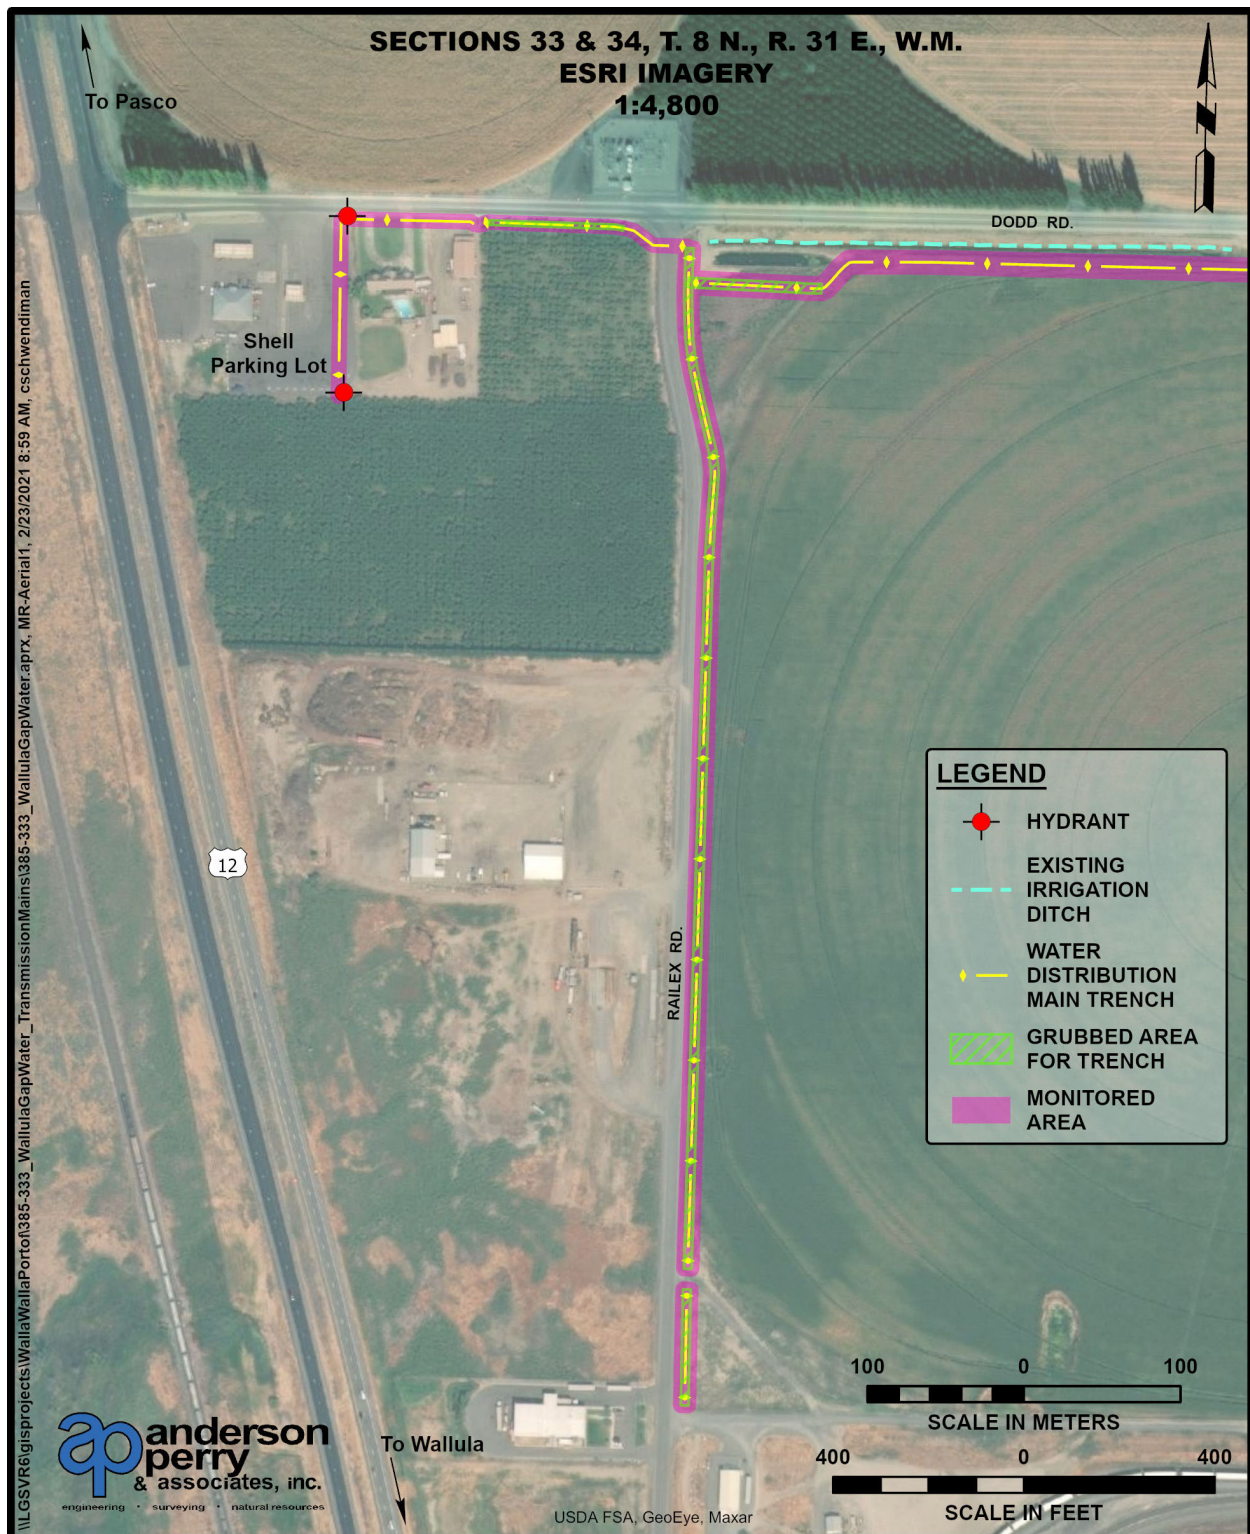 SECTIONS 33 & 34, T. 8 N., R. 31 E., W.M.
ESRI IMAGERY
1:4,800
To Pasco
N
DODD RD.
Shell
Parking Lot
\\LGSVR6\gisprojects\WallaWallaPortof\385-333_WallulaGapWater_TransmissionMains\385-333_WallulaGapWater.aprx, MR-Aerial1, 2/23/2021 8:59 AM, cschwendiman
12
RAILEX RD.
LEGEND
HYDRANT
EXISTING
IRRIGATION
DITCH
WATER
DISTRIBUTION
MAIN TRENCH
GRUBBED AREA
FOR TRENCH
MONITORED
AREA
100 0 100
SCALE IN METERS
400 0 400
SCALE IN FEET
ap
anderson
perry
& associates, inc.
engineering · surveying · natural resources
To Wallula
USDA FSA, GeoEye, Maxar